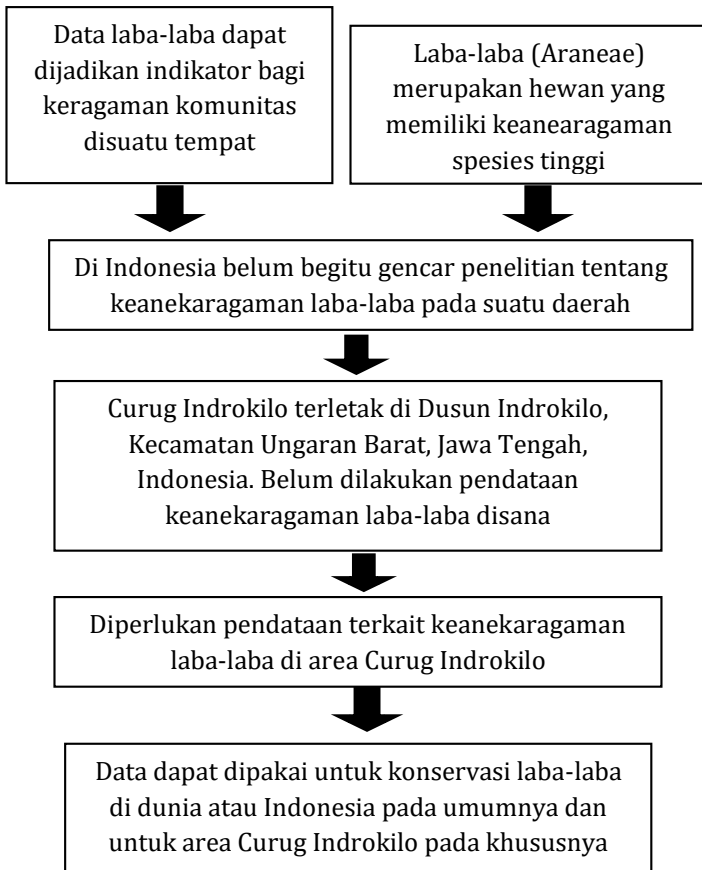 Data laba-laba dapat
dijadikan indikator bagi
keragaman komunitas
disuatu tempat
Laba-laba (Araneae)
merupakan hewan yang
memiliki keanearagaman
spesies tinggi
Di Indonesia belum begitu gencar penelitian tentang
keanekaragaman laba-laba pada suatu daerah
Curug Indrokilo terletak di Dusun Indrokilo,
Kecamatan Ungaran Barat, Jawa Tengah,
Indonesia. Belum dilakukan pendataan
keanekaragaman laba-laba disana
Diperlukan pendataan terkait keanekaragaman
laba-laba di area Curug Indrokilo
Data dapat dipakai untuk konservasi laba-laba
di dunia atau Indonesia pada umumnya dan
untuk area Curug Indrokilo pada khususnya